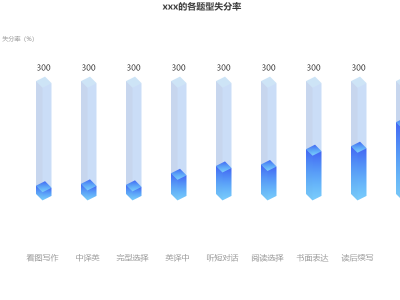 xxx的各题型失分率
失分率（%）
300 300 300 300 300 300 300 300
看图写作 中译英 完型选择 英译中 听短对话 阅读选择 书面表达 读后续写